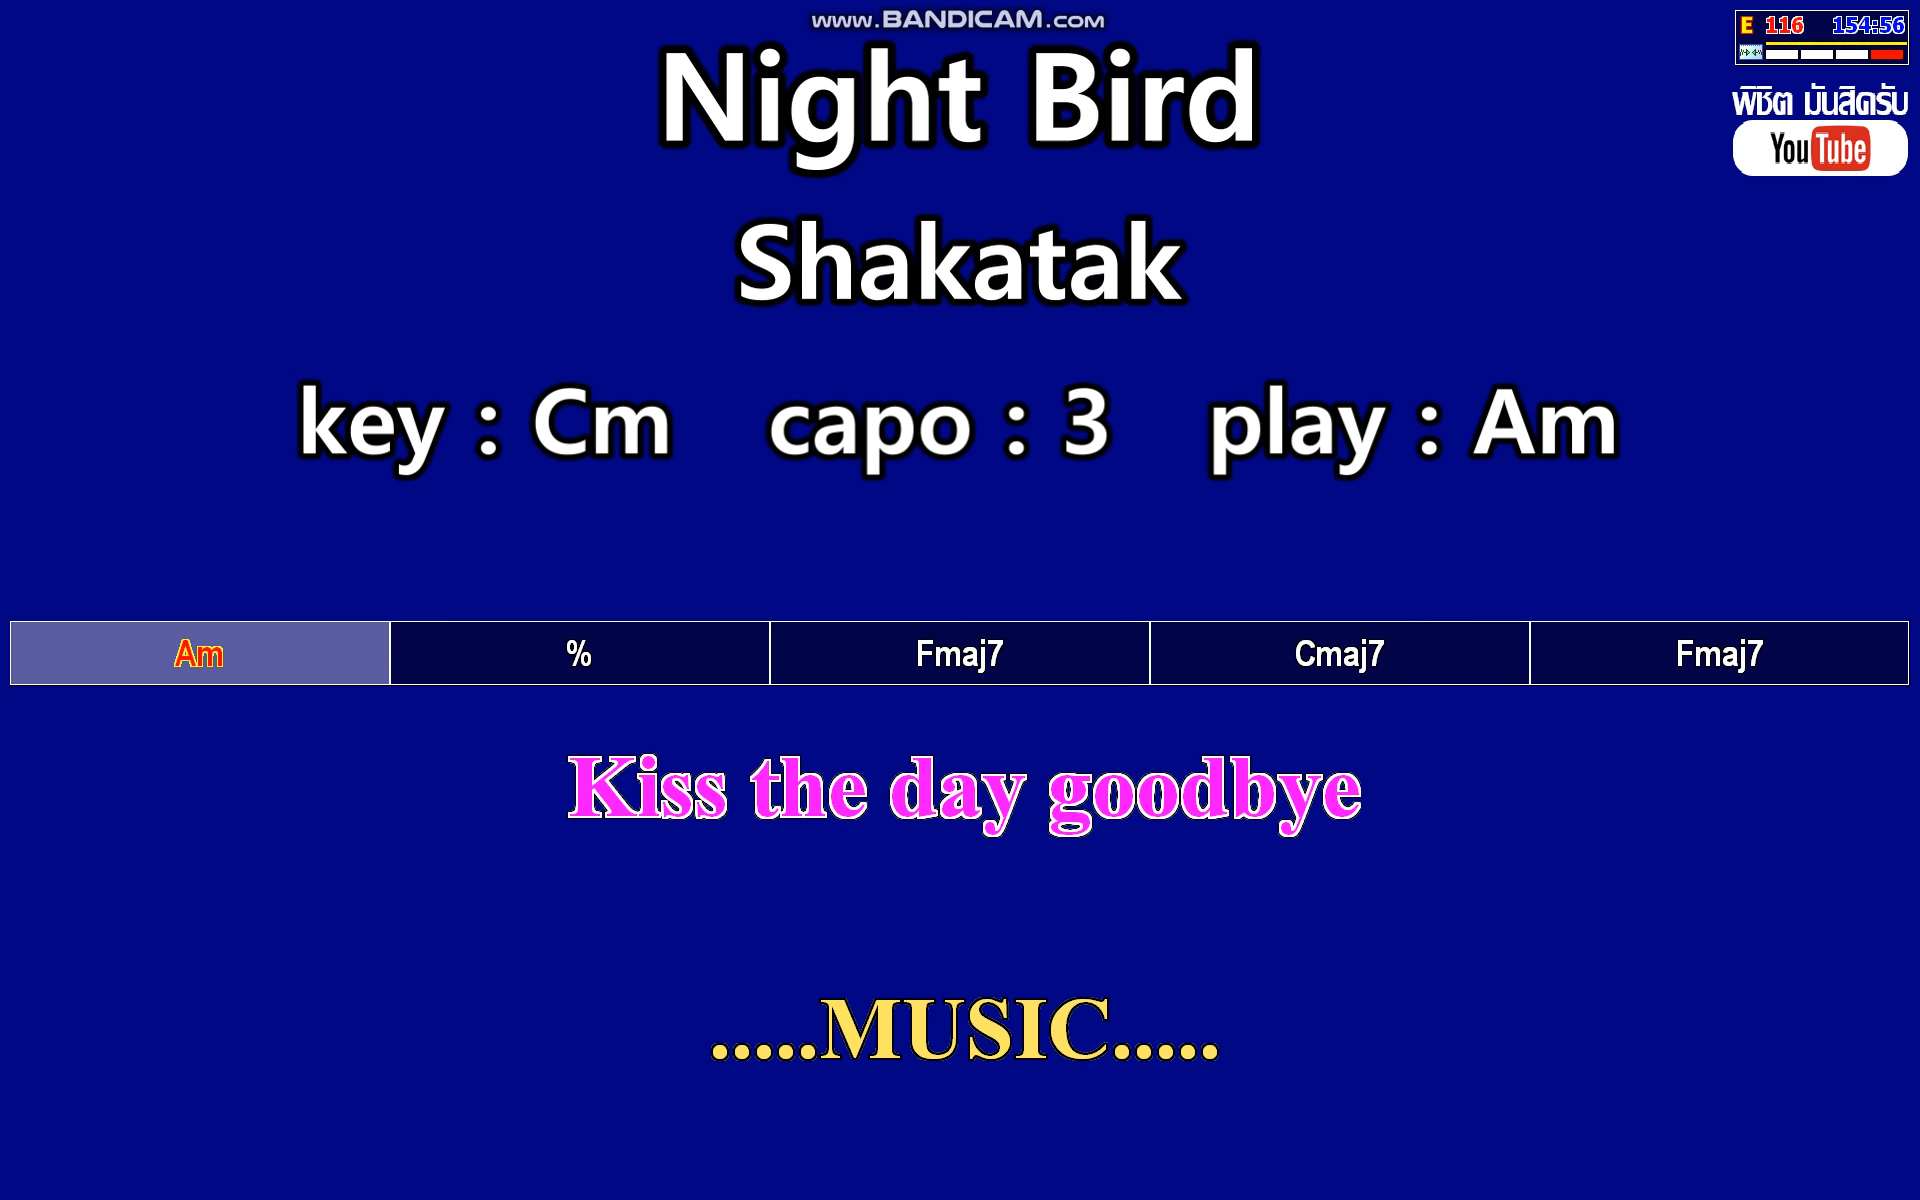 www.BANDICAM.com
E 116 154:56
Night Bird
พิชิต มันสิครับ
YouTube
Shakatak
key : Cm capo : 3 play : Am
Am % Fmaj7 Cmaj7 Fmaj7
Kiss the day goodbye
.....MUSIC.....